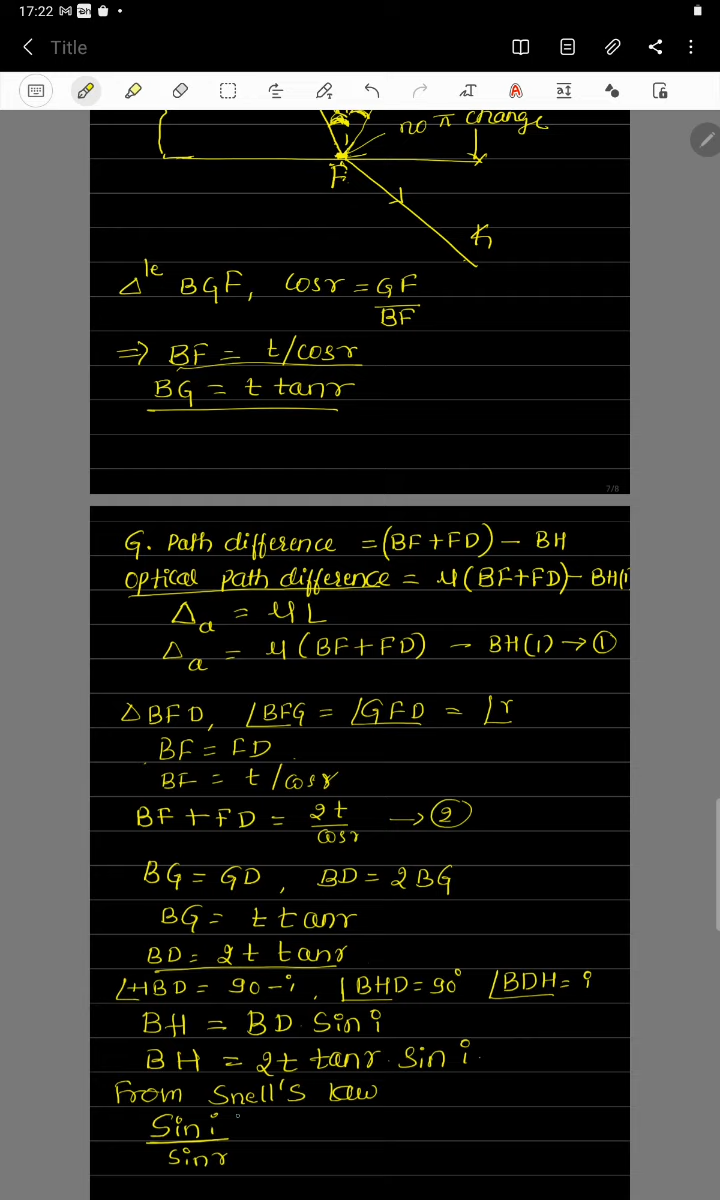 17:22
Title
no π change
F
Δle BGF, cosr = GF/BF
⇒ BF = t/cosr
BG = t tanr
7/8
G. Path difference = (BF+FD) − BH
optical path difference = μ(BF+FD) − BH(1
Δa = μL
Δa = μ(BF+FD) − BH(1) → ①
ΔBFD, ∠BFG = ∠GFD = ∠r
BF = FD
BF = t/cosr
BF + FD = 2t/cosr → ②
BG = GD, BD = 2BG
BG = t tanr
BD = 2t tanr
∠HBD = 90−i, ∠BHD = 90° ∠BDH = i
BH = BD. Sin i
BH = 2t tanr. Sin i.
From Snell's law
Sin i
sinr